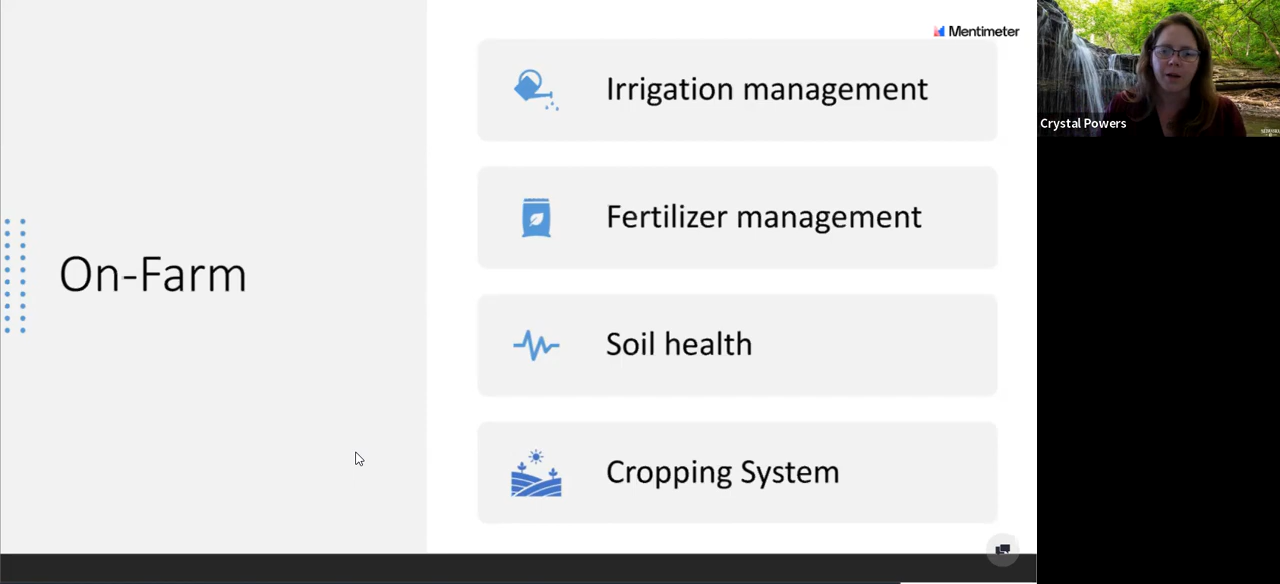 Mentimeter
Irrigation management
Fertilizer management
On-Farm
Soil health
Cropping System
Crystal Powers